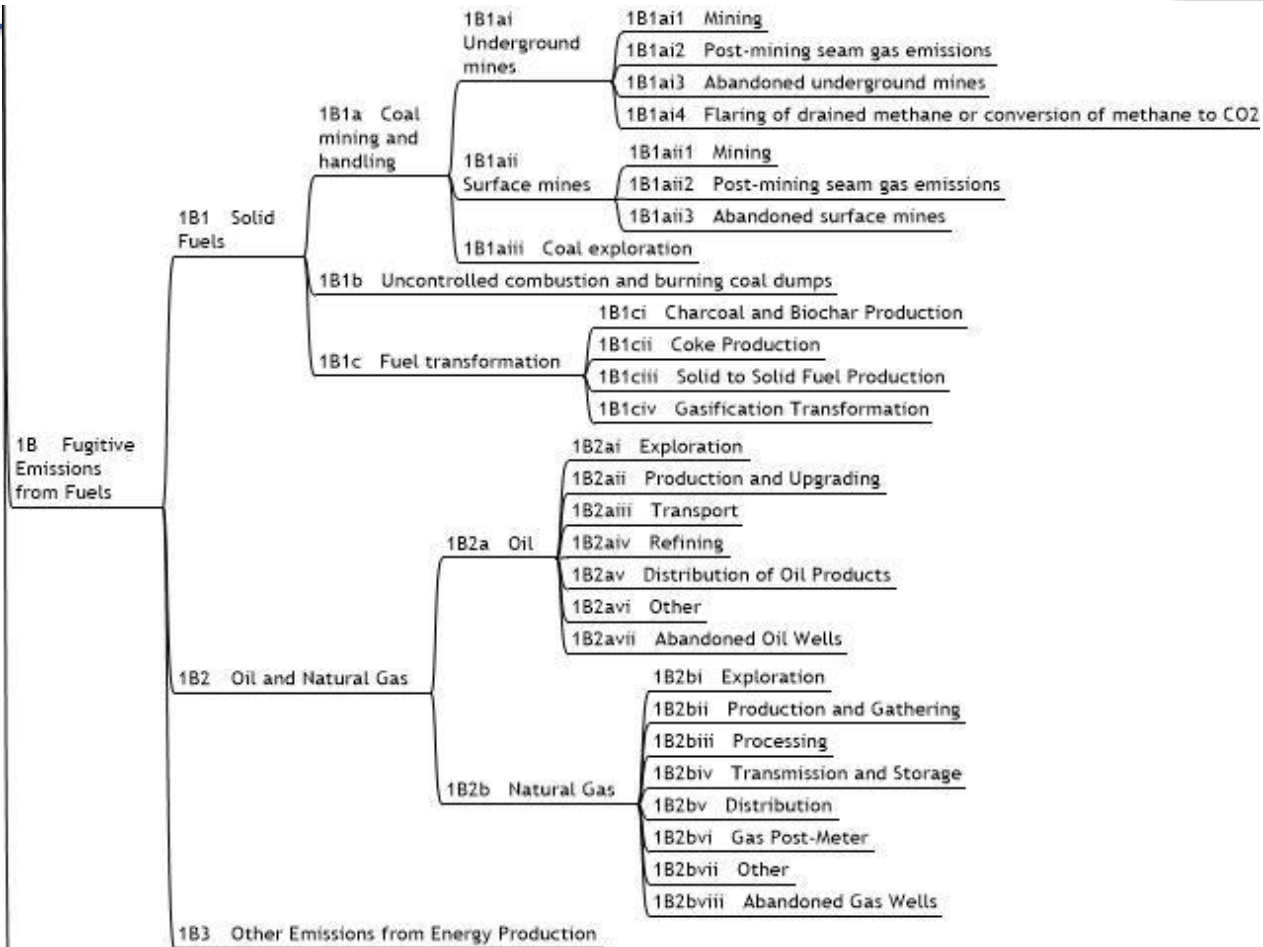 1B1ai
Underground
mines
1B1ai1 Mining
1B1ai2 Post-mining seam gas emissions
1B1ai3 Abandoned underground mines
1B1ai4 Flaring of drained methane or conversion of methane to CO2
1B1a Coal
mining and
handling
1B1aii
Surface mines
1B1aii1 Mining
1B1aii2 Post-mining seam gas emissions
1B1aii3 Abandoned surface mines
1B1 Solid
Fuels
1B1aiii Coal exploration
1B1b Uncontrolled combustion and burning coal dumps
1B1c Fuel transformation
1B1ci Charcoal and Biochar Production
1B1cii Coke Production
1B1ciii Solid to Solid Fuel Production
1B1civ Gasification Transformation
1B Fugitive
Emissions
from Fuels
1B2ai Exploration
1B2aii Production and Upgrading
1B2aiii Transport
1B2a Oil
1B2aiv Refining
1B2av Distribution of Oil Products
1B2avi Other
1B2avii Abandoned Oil Wells
1B2 Oil and Natural Gas
1B2bi Exploration
1B2bii Production and Gathering
1B2biii Processing
1B2biv Transmission and Storage
1B2b Natural Gas
1B2bv Distribution
1B2bvi Gas Post-Meter
1B2bvii Other
1B2bviii Abandoned Gas Wells
1B3 Other Emissions from Energy Production